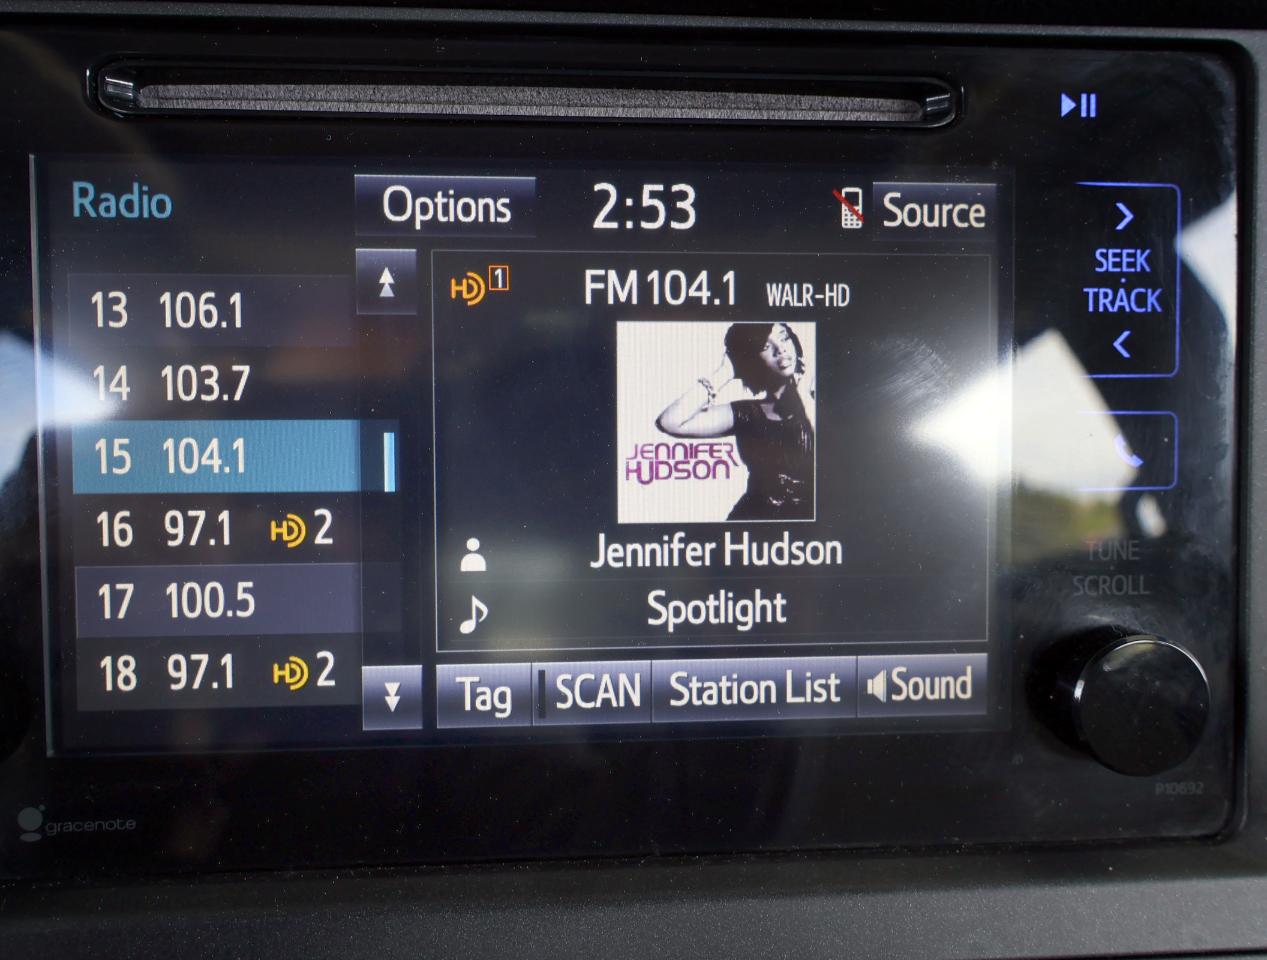 Radio
Options
2:53
Source
13 106.1
14 103.7
15 104.1
16 97.1 HD 2
17 100.5
18 97.1 HD 2
HD 1
FM 104.1 WALR-HD
JENNIFER
HUDSON
Jennifer Hudson
Spotlight
Tag
SCAN
Station List
Sound
SEEK
TRACK
TUNE
SCROLL
P10692
gracenote